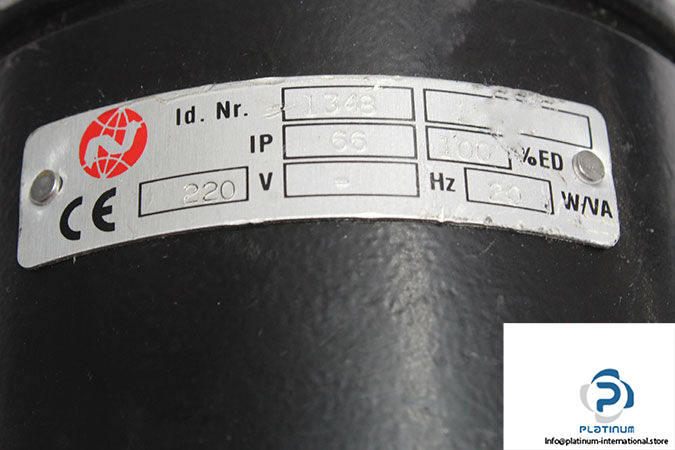 Id. Nr. 1348
IP 66 100 %ED
CE 220 V - Hz 20 W/VA
PLATINUM
Info@platinum-international.store